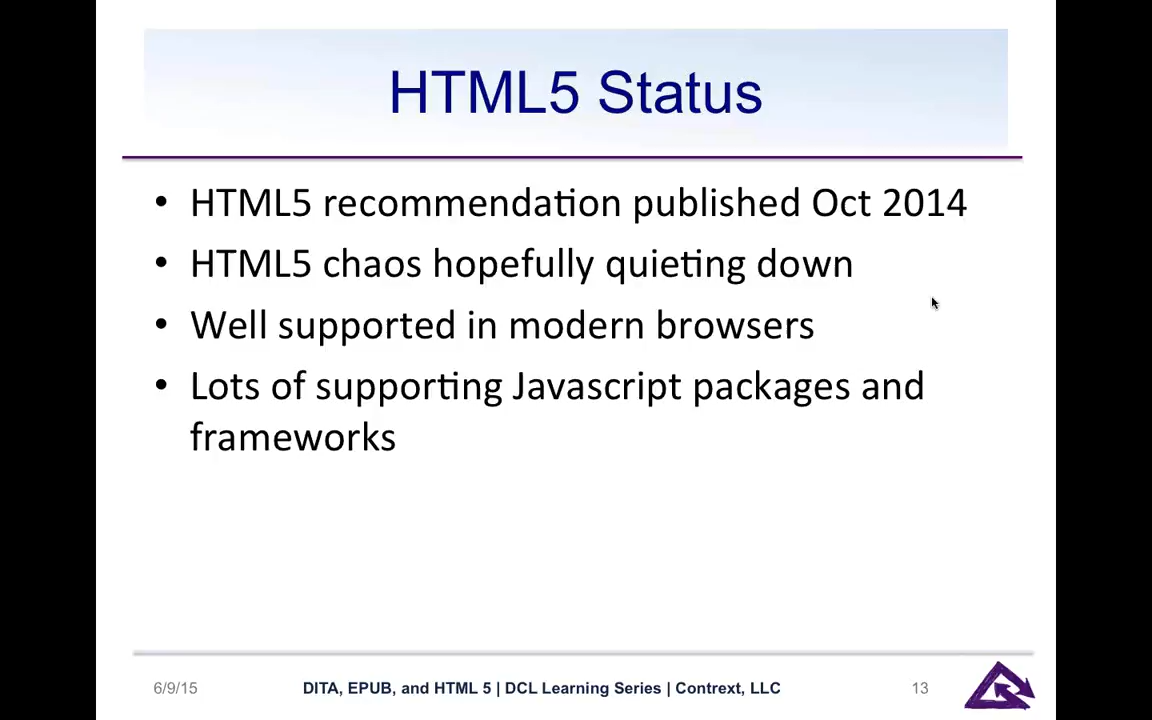 HTML5 Status
• HTML5 recommendation published Oct 2014
• HTML5 chaos hopefully quieting down
• Well supported in modern browsers
• Lots of supporting Javascript packages and
frameworks
6/9/15 DITA, EPUB, and HTML 5 | DCL Learning Series | Contrext, LLC 13